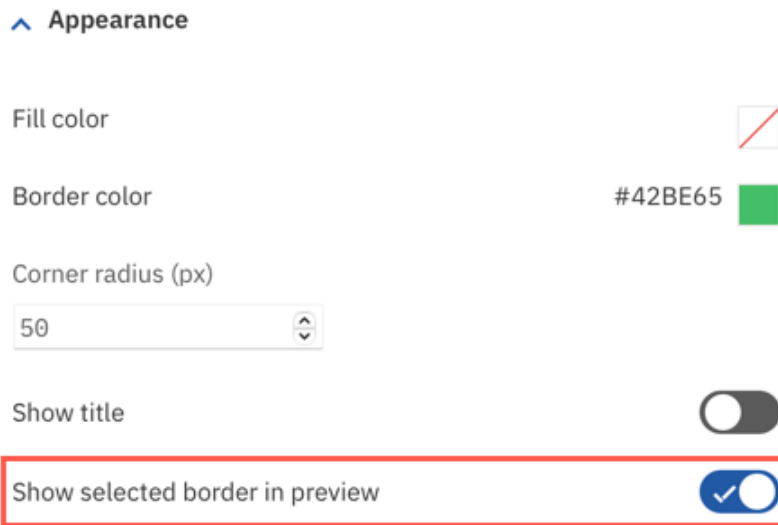 Appearance
Fill color
Border color #42BE65
Corner radius (px)
50
Show title
Show selected border in preview